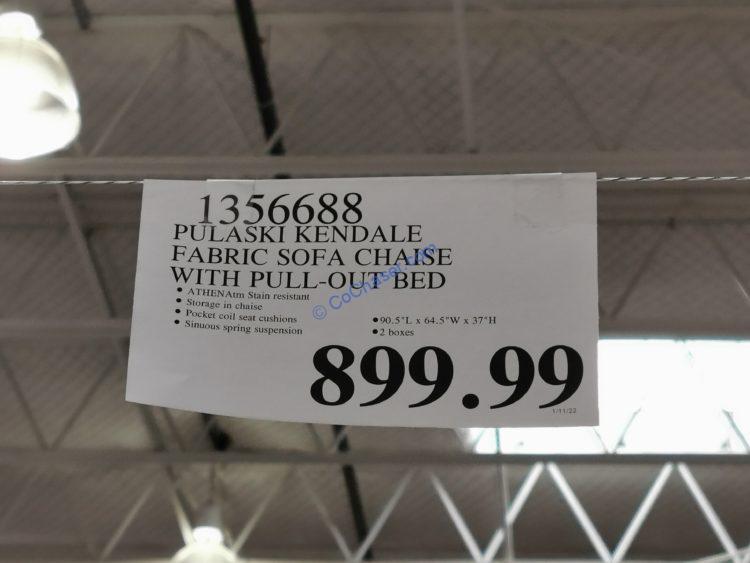 1356688
PULASKI KENDALE
FABRIC SOFA CHAISE
WITH PULL-OUT BED
• ATHENAtm Stain resistant
• Storage in chaise
• Pocket coil seat cushions
• Sinuous spring suspension
• 90.5"L x 64.5"W x 37"H
• 2 boxes
899.99
1/11/22
© CoChaser.com